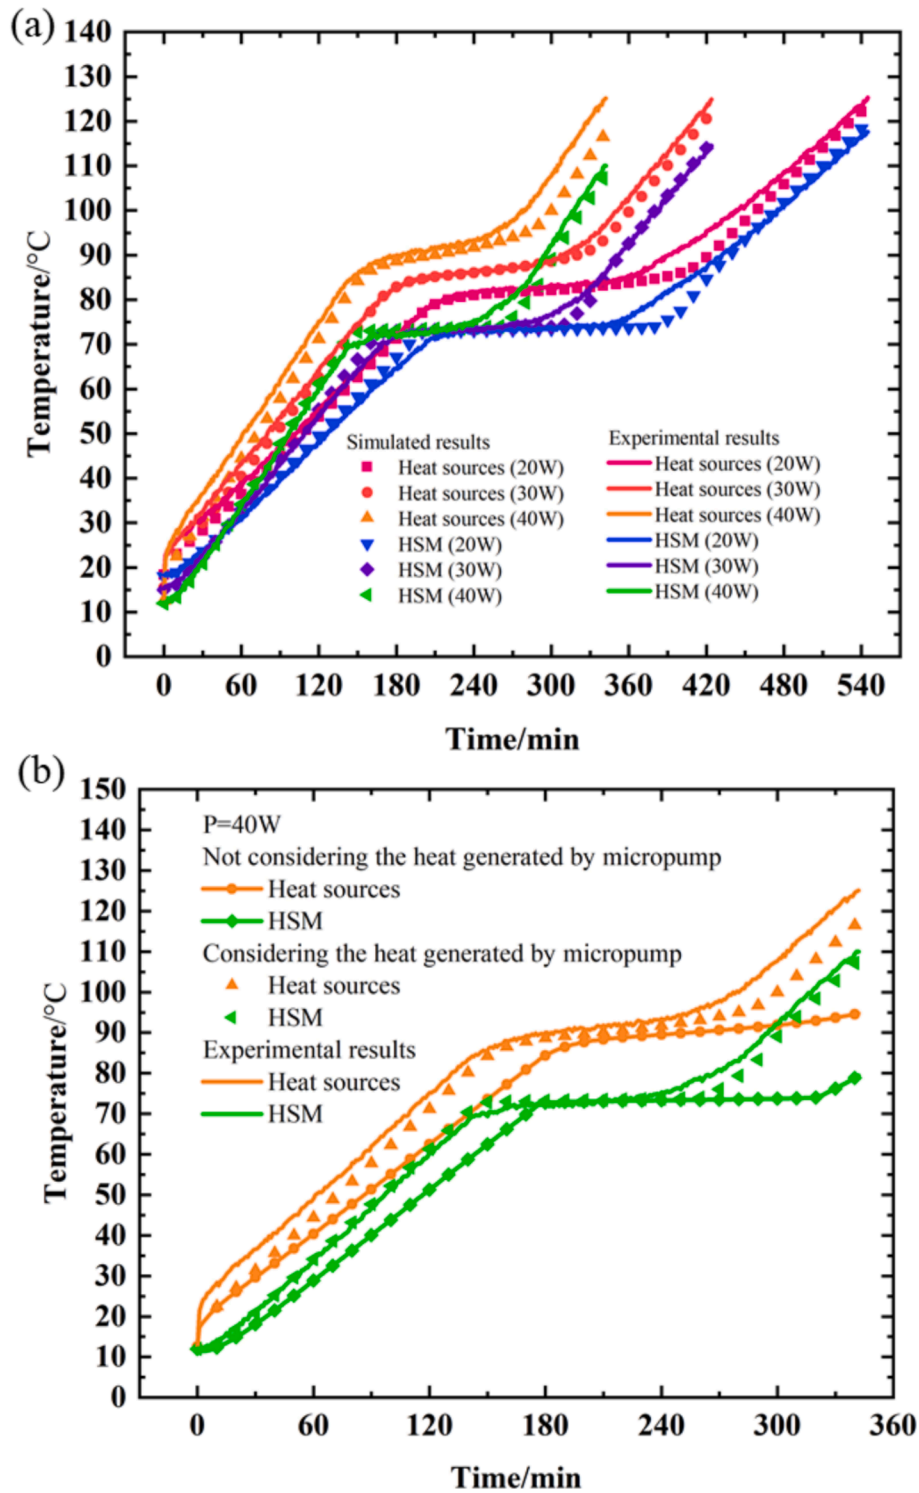 (a)
140
130
120
110
100
90
80
70
60
50
40
30
20
10
0
Temperature/°C
Simulated results
Heat sources (20W)
Heat sources (30W)
Heat sources (40W)
HSM (20W)
HSM (30W)
HSM (40W)
Experimental results
Heat sources (20W)
Heat sources (30W)
Heat sources (40W)
HSM (20W)
HSM (30W)
HSM (40W)
0 60 120 180 240 300 360 420 480 540
Time/min
(b)
150
140
130
120
110
100
90
80
70
60
50
40
30
20
10
0
Temperature/°C
P=40W
Not considering the heat generated by micropump
Heat sources
HSM
Considering the heat generated by micropump
Heat sources
HSM
Experimental results
Heat sources
HSM
0 60 120 180 240 300 360
Time/min